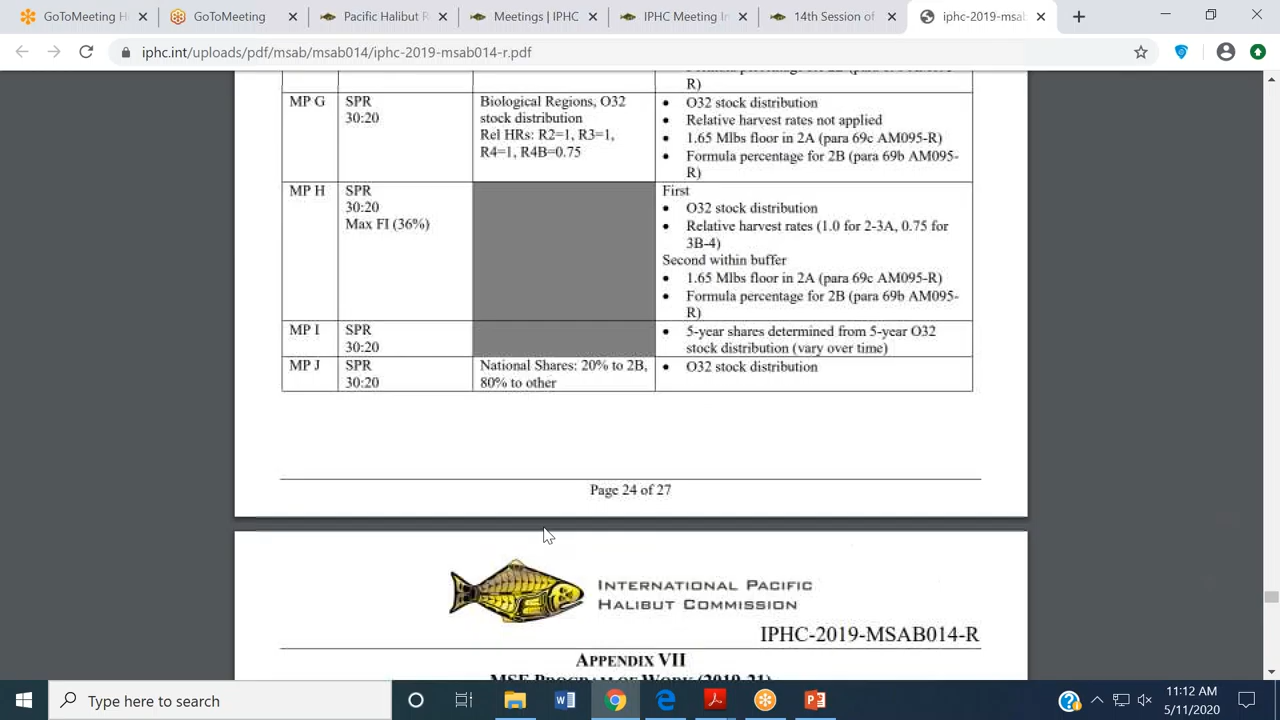 GoToMeeting H
GoToMeeting
Pacific Halibut R
Meetings | IPHC
IPHC Meeting In
14th Session of
iphc-2019-msab
iphc.int/uploads/pdf/msab/msab014/iphc-2019-msab014-r.pdf
R)
MP G
SPR
30:20
Biological Regions, O32
stock distribution
Rel HRs: R2=1, R3=1,
R4=1, R4B=0.75
• O32 stock distribution
• Relative harvest rates not applied
• 1.65 Mlbs floor in 2A (para 69c AM095-R)
• Formula percentage for 2B (para 69b AM095-
R)
MP H
SPR
30:20
Max FI (36%)
First
• O32 stock distribution
• Relative harvest rates (1.0 for 2-3A, 0.75 for
3B-4)
Second within buffer
• 1.65 Mlbs floor in 2A (para 69c AM095-R)
• Formula percentage for 2B (para 69b AM095-
R)
MP I
SPR
30:20
• 5-year shares determined from 5-year O32
stock distribution (vary over time)
MP J
SPR
30:20
National Shares: 20% to 2B,
80% to other
• O32 stock distribution
Page 24 of 27
INTERNATIONAL PACIFIC
HALIBUT COMMISSION
IPHC-2019-MSAB014-R
APPENDIX VII
MSE PROGRAM OF WORK (2019-21)
Type here to search
11:12 AM
5/11/2020